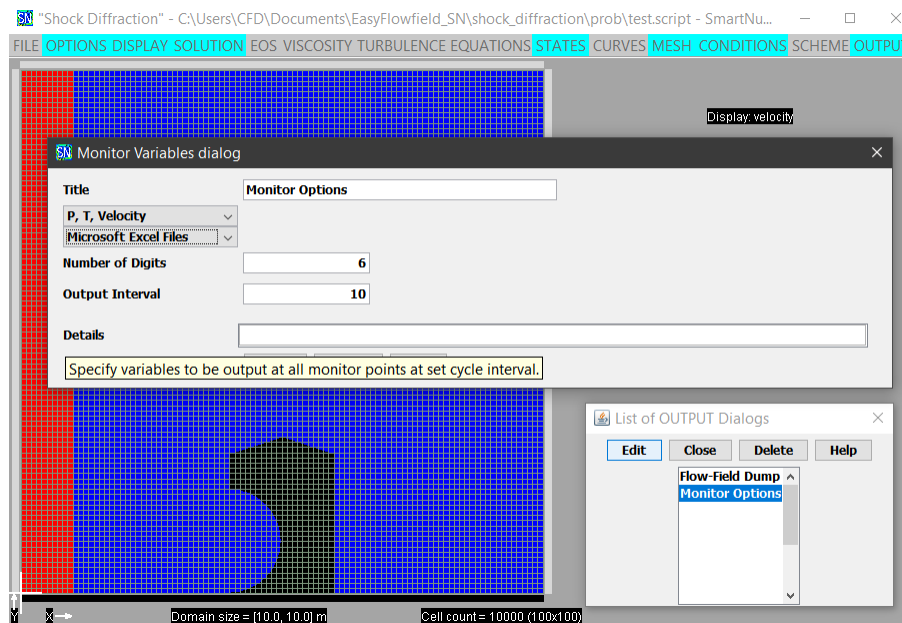 "Shock Diffraction" - C:\Users\CFD\Documents\EasyFlowfield_SN\shock_diffraction\prob\test.script - SmartNu...
FILE OPTIONS DISPLAY SOLUTION EOS VISCOSITY TURBULENCE EQUATIONS STATES CURVES MESH CONDITIONS SCHEME OUTPU
Display: velocity
SN Monitor Variables dialog
Title Monitor Options
P, T, Velocity
Microsoft Excel Files
Number of Digits 6
Output Interval 10
Details
Specify variables to be output at all monitor points at set cycle interval.
List of OUTPUT Dialogs
Edit Close Delete Help
Flow-Field Dump
Monitor Options
Y X Domain size = [10.0, 10.0] m Cell count = 10000 (100x100)